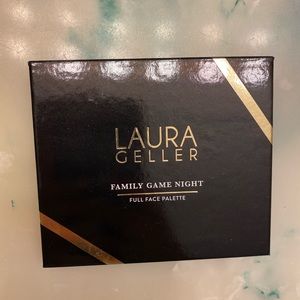 LAURA
GELLER
FAMILY GAME NIGHT
FULL FACE PALETTE